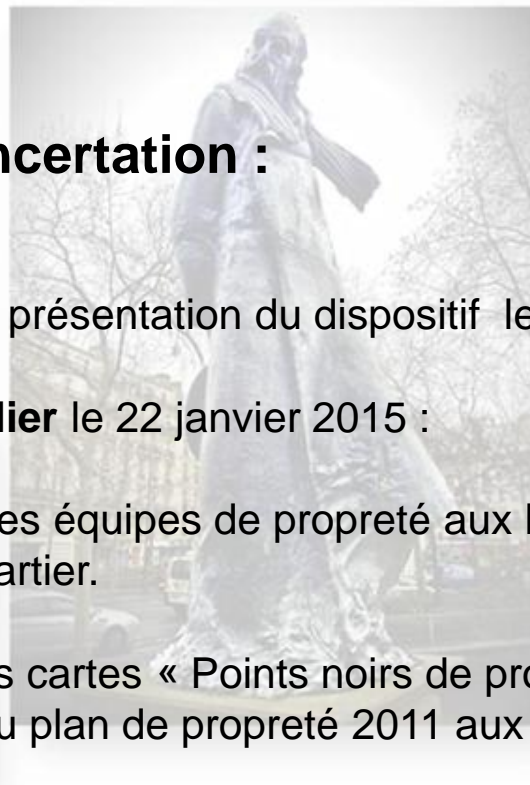 ncertation :
présentation du dispositif le
lier le 22 janvier 2015 :
es équipes de propreté aux
artier.
s cartes « Points noirs de pro
u plan de propreté 2011 aux